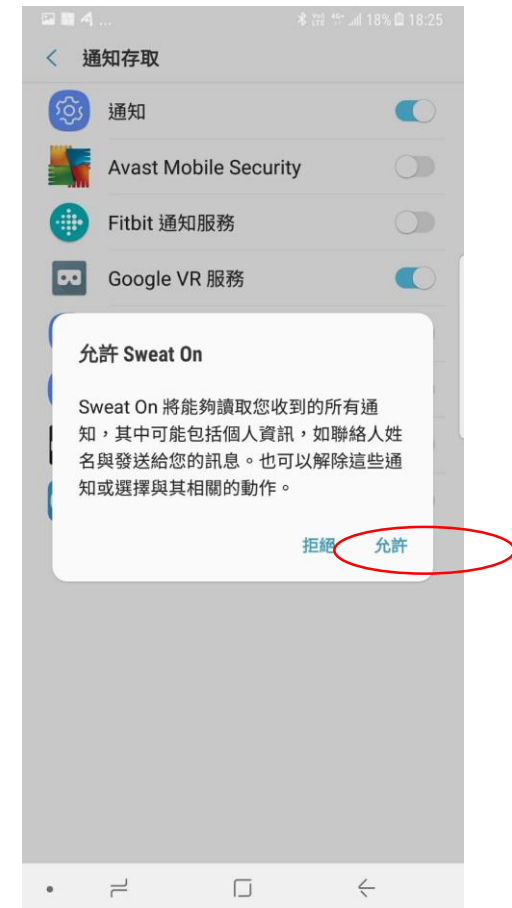 ... 18% 18:25
通知存取
通知
Avast Mobile Security
Fitbit 通知服務
Google VR 服務
允許 Sweat On
Sweat On 將能夠讀取您收到的所有通
知，其中可能包括個人資訊，如聯絡人姓
名與發送給您的訊息。也可以解除這些通
知或選擇與其相關的動作。
拒絕 允許